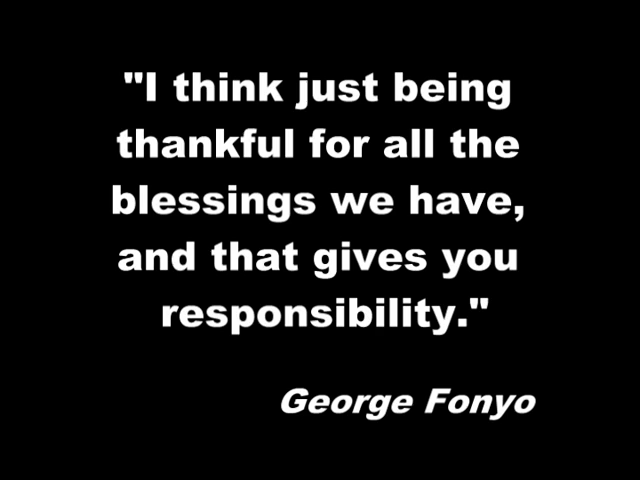 "I think just being
thankful for all the
blessings we have,
and that gives you
responsibility."
George Fonyo